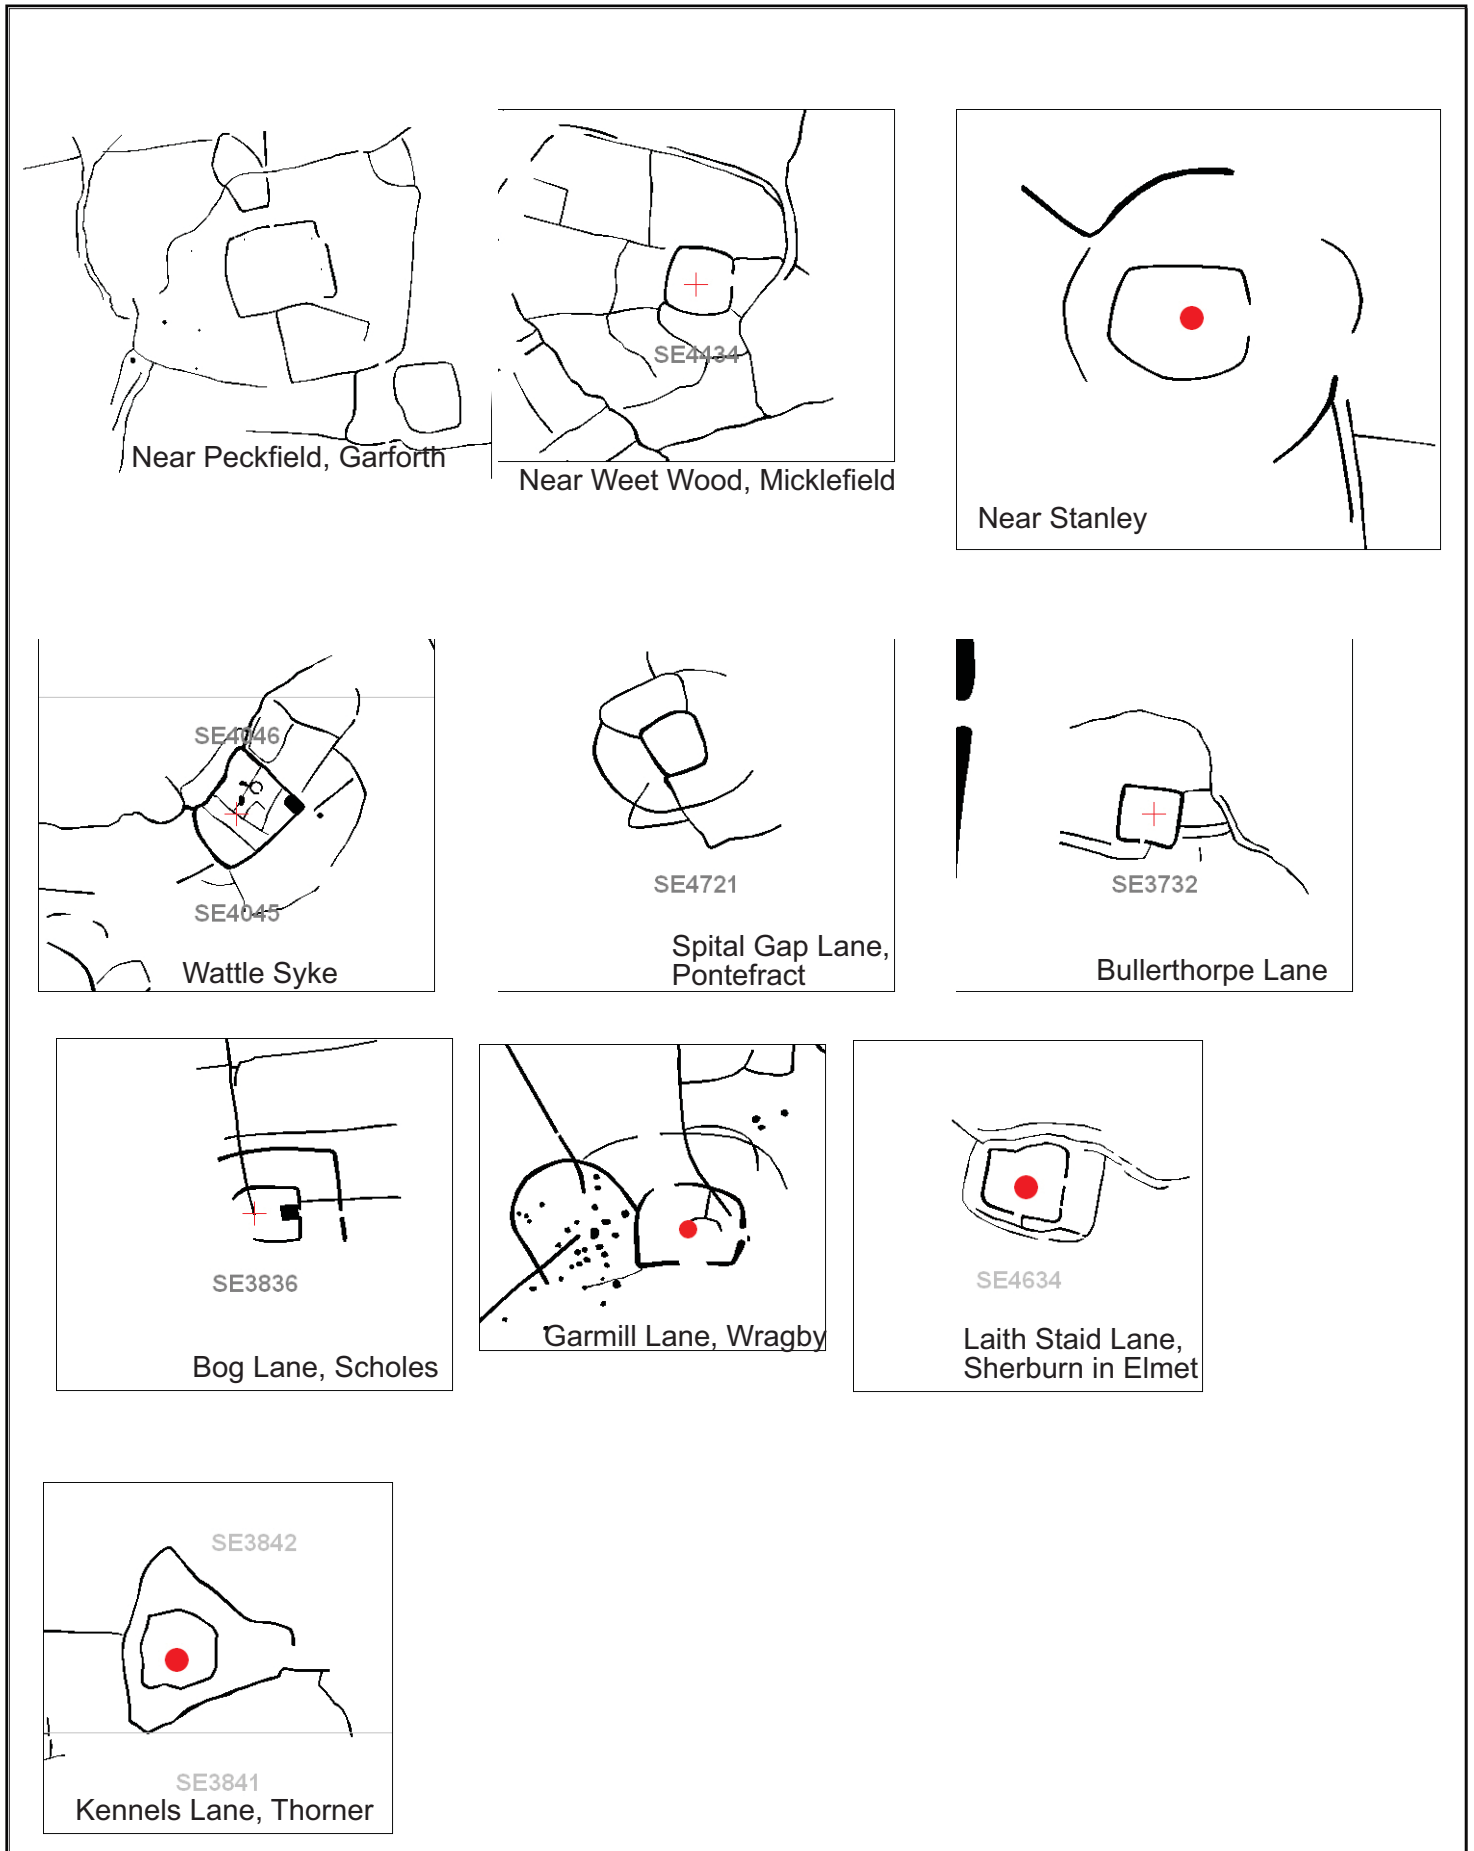 SE4434
Near Peckfield, Garforth
Near Weet Wood, Micklefield
Near Stanley
SE4046
SE4045
Wattle Syke
SE4721
Spital Gap Lane,
Pontefract
SE3732
Bullerthorpe Lane
SE3836
Bog Lane, Scholes
Garmill Lane, Wragby
SE4634
Laith Staid Lane,
Sherburn in Elmet
SE3842
SE3841
Kennels Lane, Thorner